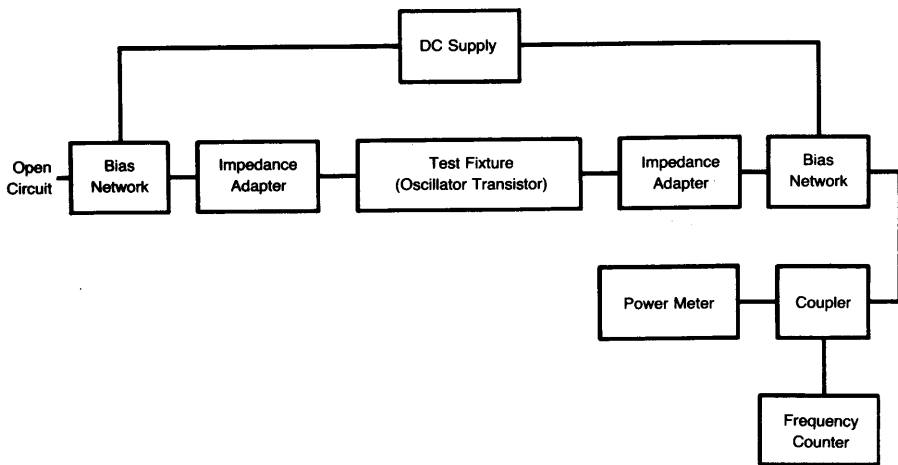 DC Supply
Open
Circuit
Bias
Network
Impedance
Adapter
Test Fixture
(Oscillator Transistor)
Impedance
Adapter
Bias
Network
Power Meter
Coupler
Frequency
Counter